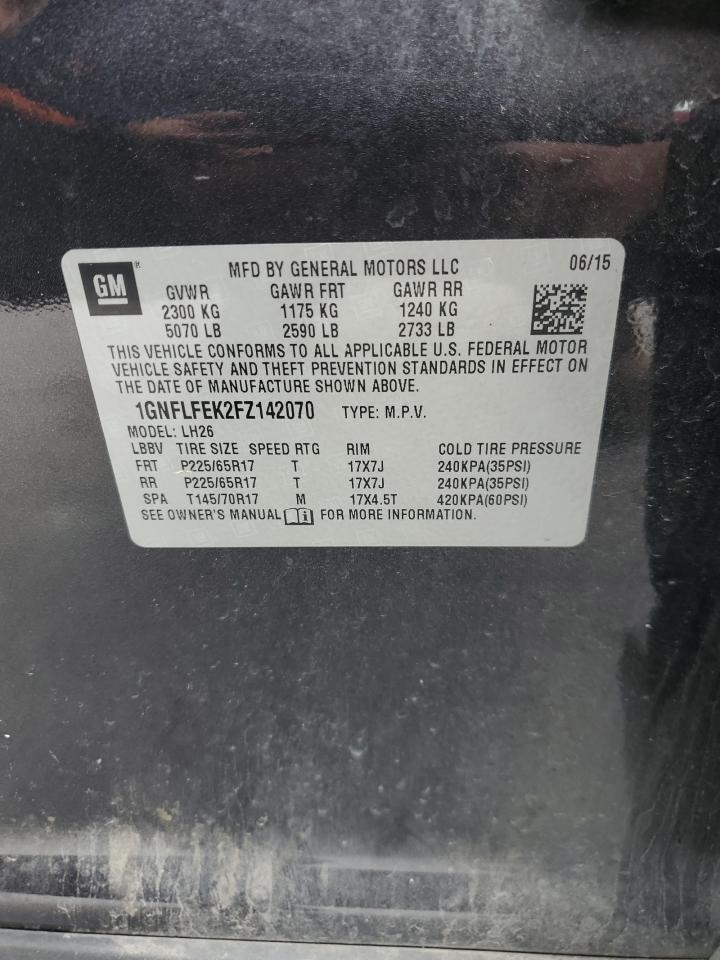 GM ® MFD BY GENERAL MOTORS LLC 06/15
GVWR GAWR FRT GAWR RR
2300 KG 1175 KG 1240 KG
5070 LB 2590 LB 2733 LB
THIS VEHICLE CONFORMS TO ALL APPLICABLE U.S. FEDERAL MOTOR
VEHICLE SAFETY AND THEFT PREVENTION STANDARDS IN EFFECT ON
THE DATE OF MANUFACTURE SHOWN ABOVE.
1GNFLFEK2FZ142070 TYPE: M.P.V.
MODEL: LH26
LBBV TIRE SIZE SPEED RTG RIM COLD TIRE PRESSURE
FRT P225/65R17 T 17X7J 240KPA(35PSI)
RR P225/65R17 T 17X7J 240KPA(35PSI)
SPA T145/70R17 M 17X4.5T 420KPA(60PSI)
SEE OWNER'S MANUAL FOR MORE INFORMATION.